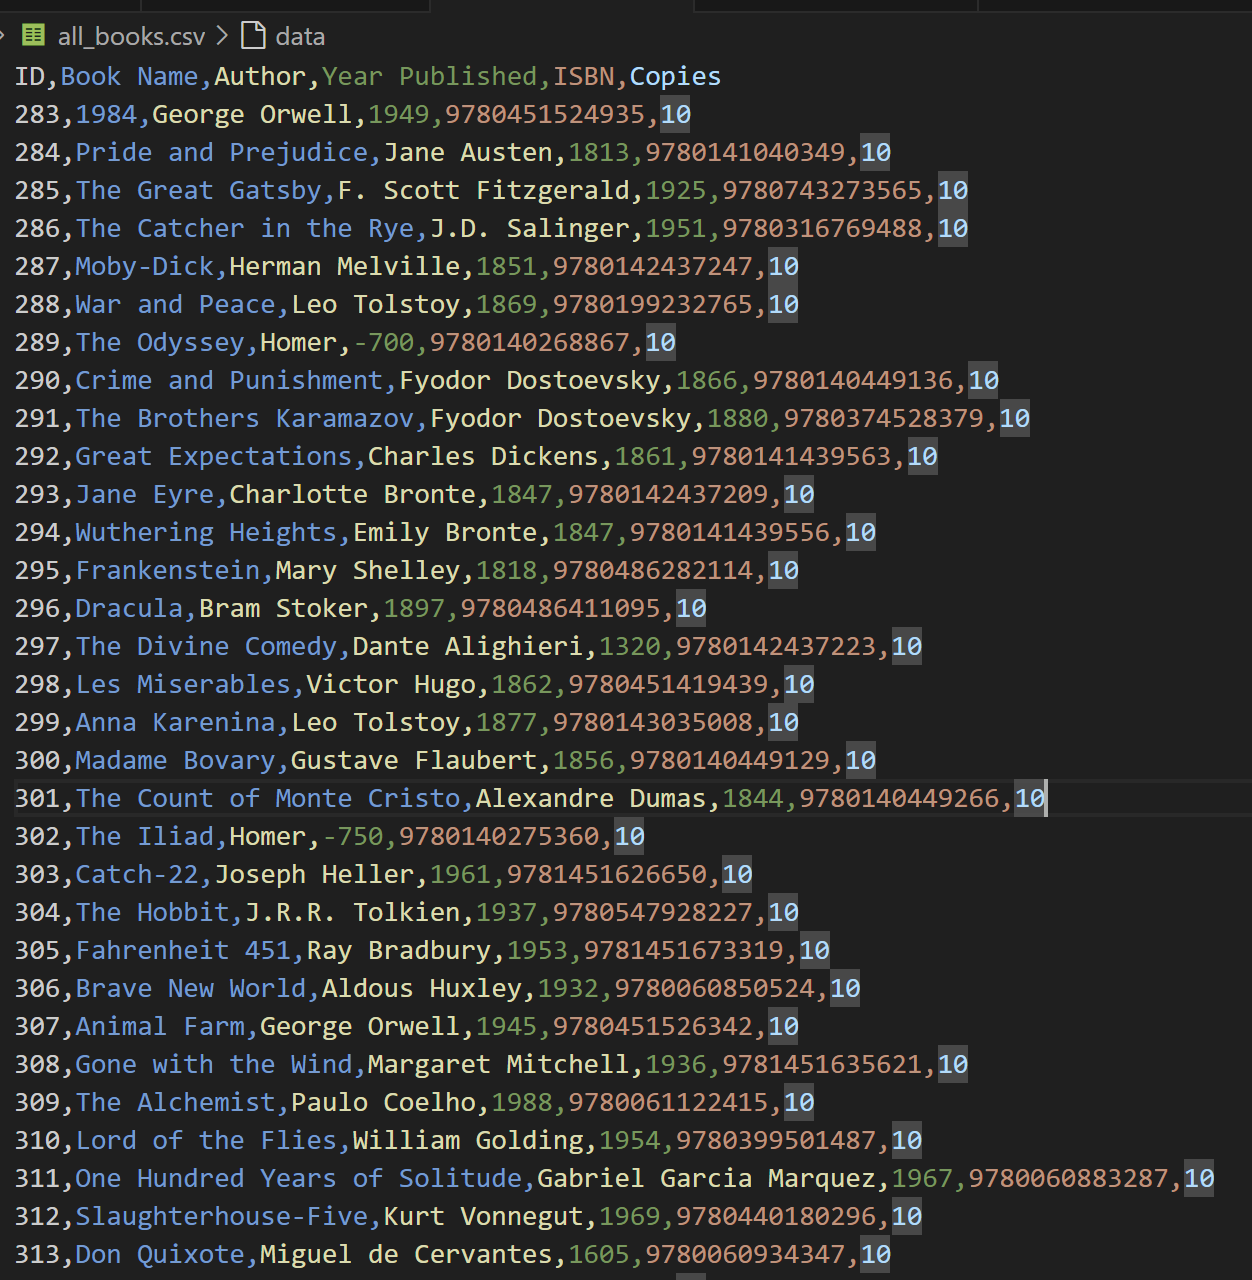 all_books.csv > data
ID,Book Name,Author,Year Published,ISBN,Copies
283,1984,George Orwell,1949,9780451524935,10
284,Pride and Prejudice,Jane Austen,1813,9780141040349,10
285,The Great Gatsby,F. Scott Fitzgerald,1925,9780743273565,10
286,The Catcher in the Rye,J.D. Salinger,1951,9780316769488,10
287,Moby-Dick,Herman Melville,1851,9780142437247,10
288,War and Peace,Leo Tolstoy,1869,9780199232765,10
289,The Odyssey,Homer,-700,9780140268867,10
290,Crime and Punishment,Fyodor Dostoevsky,1866,9780140449136,10
291,The Brothers Karamazov,Fyodor Dostoevsky,1880,9780374528379,10
292,Great Expectations,Charles Dickens,1861,9780141439563,10
293,Jane Eyre,Charlotte Bronte,1847,9780142437209,10
294,Wuthering Heights,Emily Bronte,1847,9780141439556,10
295,Frankenstein,Mary Shelley,1818,9780486282114,10
296,Dracula,Bram Stoker,1897,9780486411095,10
297,The Divine Comedy,Dante Alighieri,1320,9780142437223,10
298,Les Miserables,Victor Hugo,1862,9780451419439,10
299,Anna Karenina,Leo Tolstoy,1877,9780143035008,10
300,Madame Bovary,Gustave Flaubert,1856,9780140449129,10
301,The Count of Monte Cristo,Alexandre Dumas,1844,9780140449266,10
302,The Iliad,Homer,-750,9780140275360,10
303,Catch-22,Joseph Heller,1961,9781451626650,10
304,The Hobbit,J.R.R. Tolkien,1937,9780547928227,10
305,Fahrenheit 451,Ray Bradbury,1953,9781451673319,10
306,Brave New World,Aldous Huxley,1932,9780060850524,10
307,Animal Farm,George Orwell,1945,9780451526342,10
308,Gone with the Wind,Margaret Mitchell,1936,9781451635621,10
309,The Alchemist,Paulo Coelho,1988,9780061122415,10
310,Lord of the Flies,William Golding,1954,9780399501487,10
311,One Hundred Years of Solitude,Gabriel Garcia Marquez,1967,9780060883287,10
312,Slaughterhouse-Five,Kurt Vonnegut,1969,9780440180296,10
313,Don Quixote,Miguel de Cervantes,1605,9780060934347,10